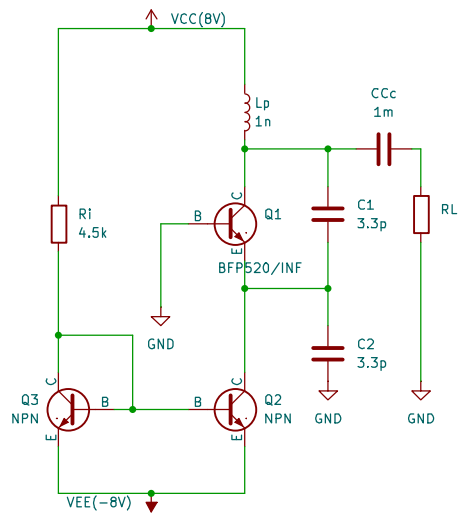 VCC(8V)
Lp
1n
CCc
1m
Ri
4.5k
C
B
Q1
E
BFP520/INF
C1
3.3p
RL
GND
C2
3.3p
Q3
NPN
C
B
E
B
C
Q2
NPN
E
GND
GND
VEE(-8V)